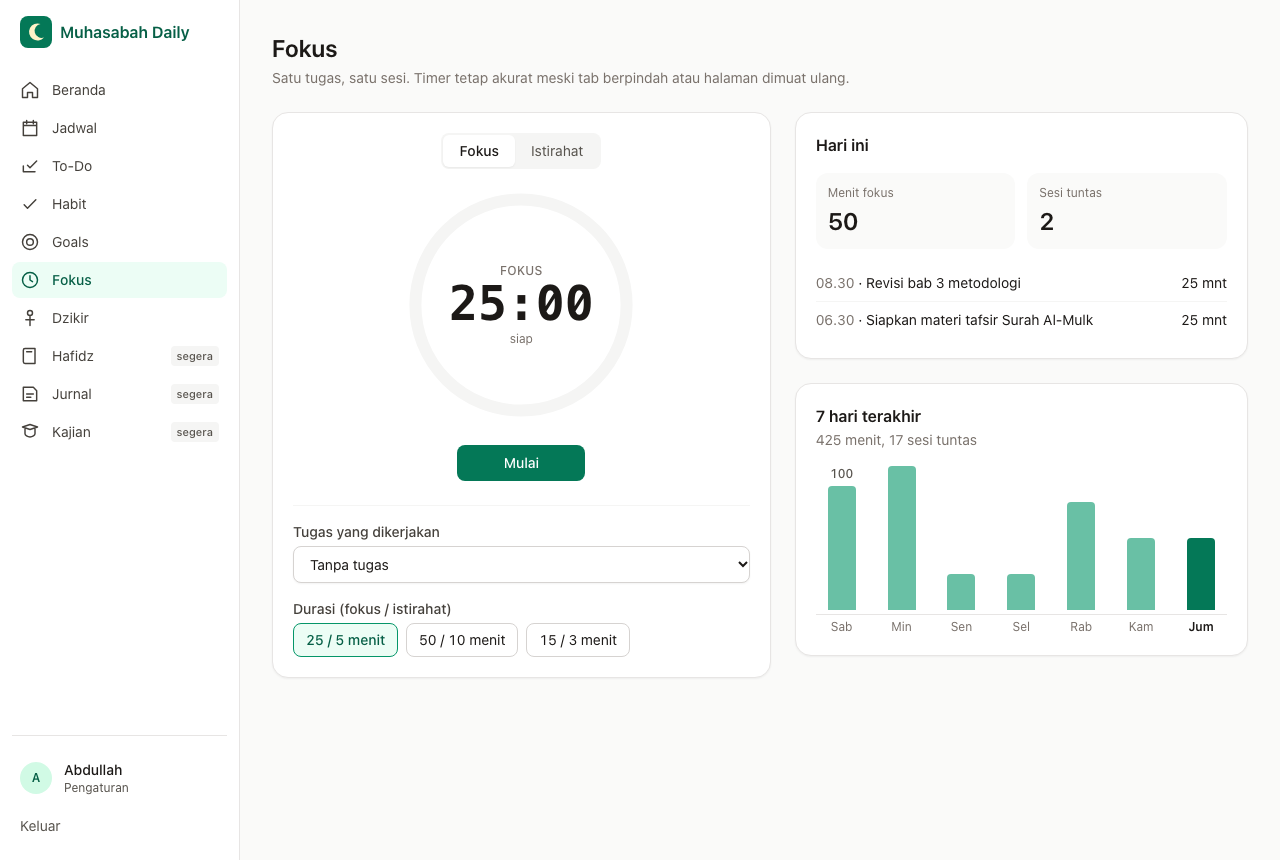 Muhasabah Daily
Beranda
Jadwal
To-Do
Habit
Goals
Fokus
Dzikir
Hafidz segera
Jurnal segera
Kajian segera
A
Abdullah
Pengaturan
Keluar
Fokus
Satu tugas, satu sesi. Timer tetap akurat meski tab berpindah atau halaman dimuat ulang.
Fokus Istirahat
FOKUS
25:00
siap
Mulai
Tugas yang dikerjakan
Tanpa tugas
Durasi (fokus / istirahat)
25 / 5 menit 50 / 10 menit 15 / 3 menit
Hari ini
Menit fokus Sesi tuntas
50 2
08.30 · Revisi bab 3 metodologi 25 mnt
06.30 · Siapkan materi tafsir Surah Al-Mulk 25 mnt
7 hari terakhir
425 menit, 17 sesi tuntas
100
Sab Min Sen Sel Rab Kam Jum